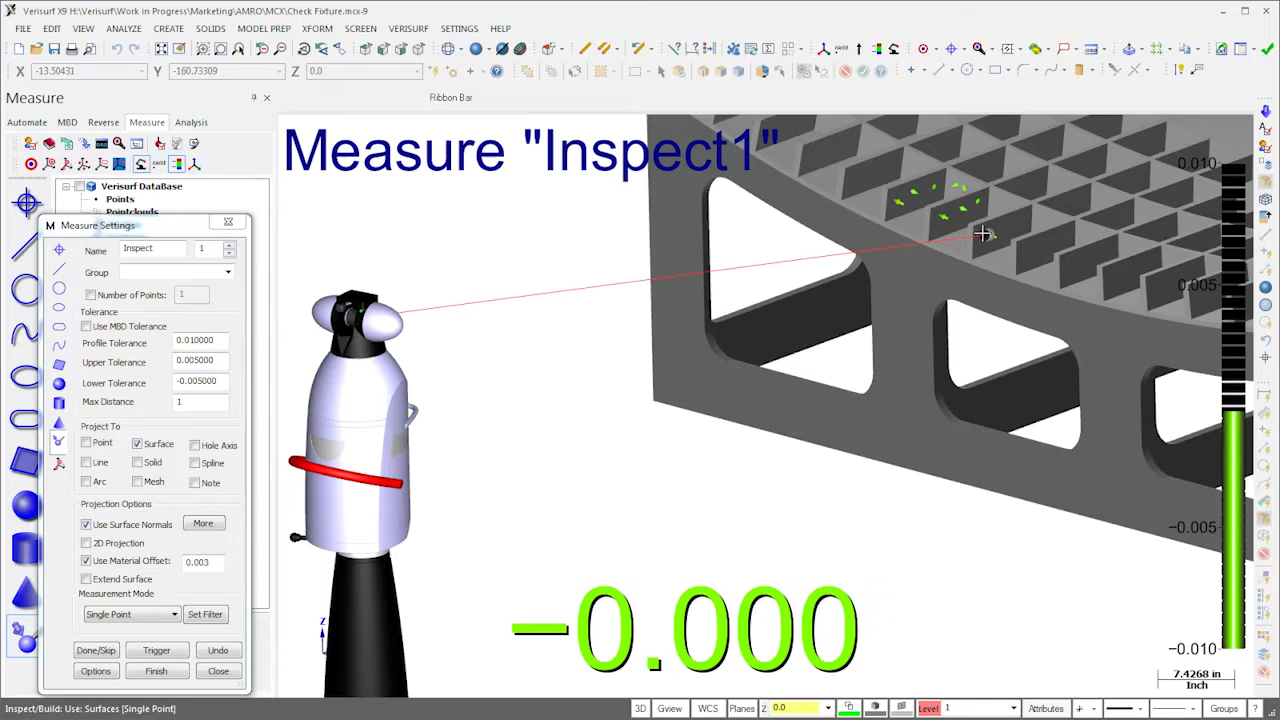 Verisurf X9 H:\Verisurf\Work in Progress\Marketing\AMRO\MCX\Check Fixture.mcx-9
FILE EDIT VIEW ANALYZE CREATE SOLIDS MODEL PREP XFORM SCREEN VERISURF SETTINGS HELP
X -13.50431 Y -160.73309 Z 0.0
Measure
Ribbon Bar
Automate MBD Reverse Measure Analysis
Measure "Inspect1"
Verisurf DataBase
Points
Pointclouds
Measure Settings
Name Inspect 1
Group
Number of Points: 1
Tolerance
Use MBD Tolerance
Profile Tolerance 0.010000
Upper Tolerance 0.005000
Lower Tolerance -0.005000
Max Distance 1
Project To
Point Surface Hole Axis
Line Solid Spline
Arc Mesh Note
Projection Options
Use Surface Normals More
2D Projection
Use Material Offset: 0.003
Extend Surface
Measurement Mode
Single Point Set Filter
Done/Skip Trigger Undo
Options Finish Close
0.010
0.005
-0.005
-0.010
-0.000
Z
7.4268 in
Inch
Inspect/Build: Use: Surfaces [Single Point]
3D Gview WCS Planes Z 0.0 Level 1 Attributes Groups ?